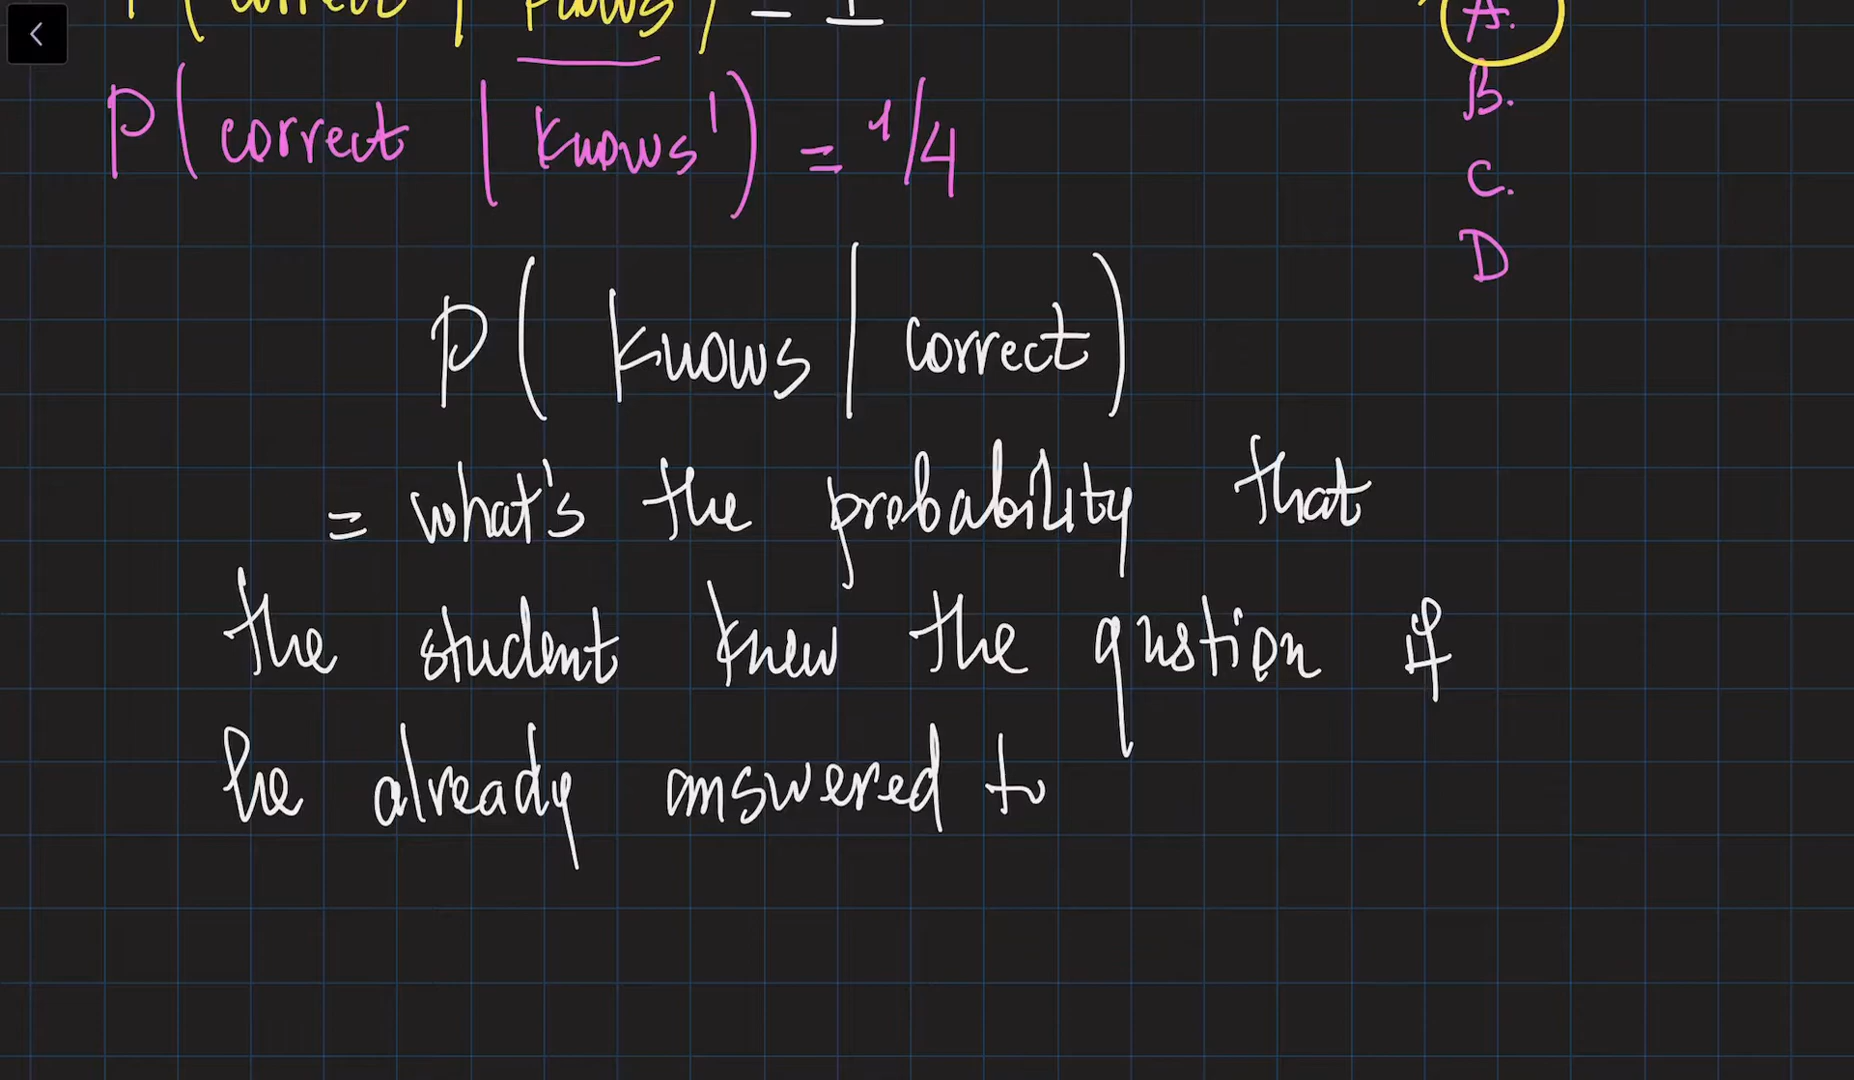 P(correct | knows) = 1
A.
P(correct | knows') = 1/4
B.
C.
D
P( knows | correct)
= what's the probability that
the student knew the qustion if
he already answered to